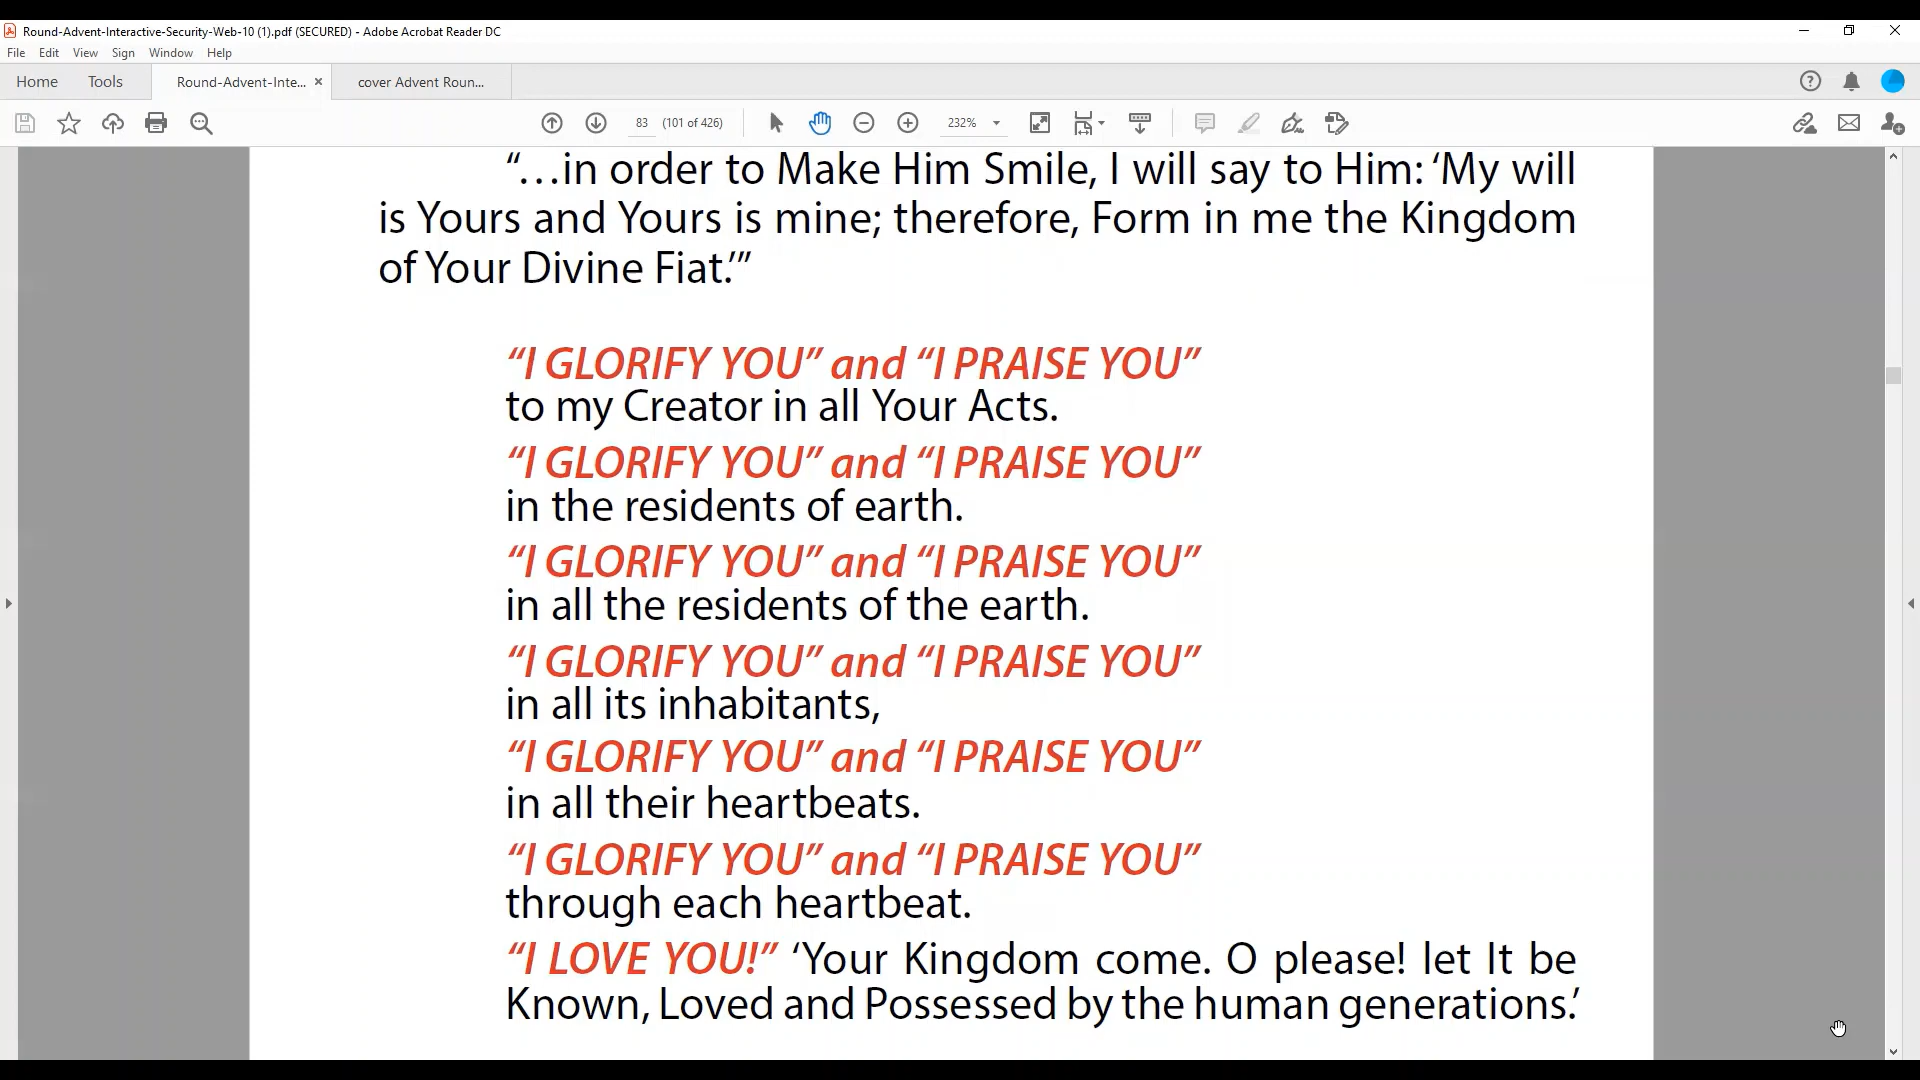 Round-Advent-Interactive-Security-Web-10 (1).pdf (SECURED) - Adobe Acrobat Reader DC
File Edit View Sign Window Help
Home Tools Round-Advent-Inte... × cover Advent Roun...
83 (101 of 426) 232%
“…in order to Make Him Smile, I will say to Him: ‘My will
is Yours and Yours is mine; therefore, Form in me the Kingdom
of Your Divine Fiat.’”
“I GLORIFY YOU” and “I PRAISE YOU”
to my Creator in all Your Acts.
“I GLORIFY YOU” and “I PRAISE YOU”
in the residents of earth.
“I GLORIFY YOU” and “I PRAISE YOU”
in all the residents of the earth.
“I GLORIFY YOU” and “I PRAISE YOU”
in all its inhabitants,
“I GLORIFY YOU” and “I PRAISE YOU”
in all their heartbeats.
“I GLORIFY YOU” and “I PRAISE YOU”
through each heartbeat.
“I LOVE YOU!” ‘Your Kingdom come. O please! let It be
Known, Loved and Possessed by the human generations.’